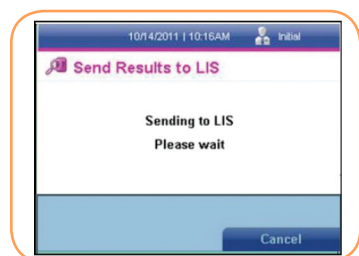 10/14/2011 | 10:16AM Initial
Send Results to LIS
Sending to LIS
Please wait
Cancel